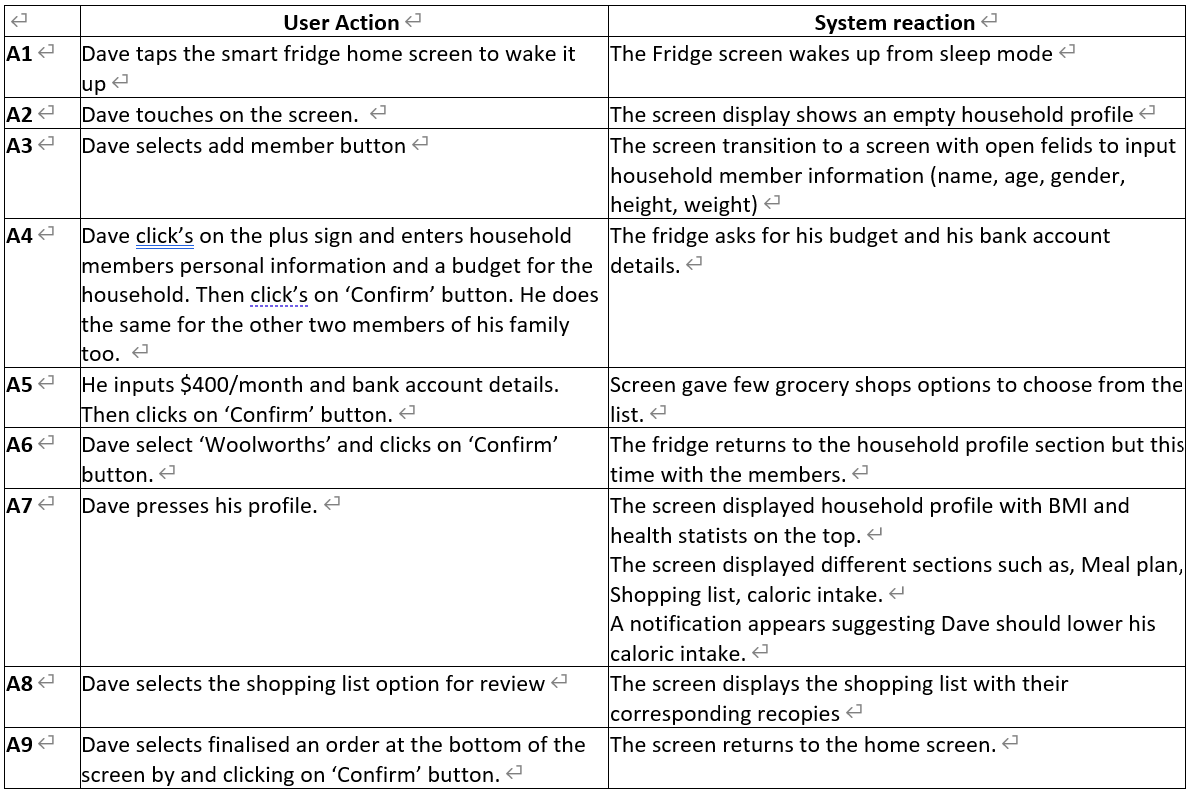 User Action
System reaction
A1
Dave taps the smart fridge home screen to wake it
up
The Fridge screen wakes up from sleep mode
A2
Dave touches on the screen.
The screen display shows an empty household profile
A3
Dave selects add member button
The screen transition to a screen with open felids to input
household member information (name, age, gender,
height, weight)
A4
Dave click’s on the plus sign and enters household
members personal information and a budget for the
household. Then click’s on ‘Confirm’ button. He does
the same for the other two members of his family
too.
The fridge asks for his budget and his bank account
details.
A5
He inputs $400/month and bank account details.
Then clicks on ‘Confirm’ button.
Screen gave few grocery shops options to choose from the
list.
A6
Dave select ‘Woolworths’ and clicks on ‘Confirm’
button.
The fridge returns to the household profile section but this
time with the members.
A7
Dave presses his profile.
The screen displayed household profile with BMI and
health statists on the top.
The screen displayed different sections such as, Meal plan,
Shopping list, caloric intake.
A notification appears suggesting Dave should lower his
caloric intake.
A8
Dave selects the shopping list option for review
The screen displays the shopping list with their
corresponding recopies
A9
Dave selects finalised an order at the bottom of the
screen by and clicking on ‘Confirm’ button.
The screen returns to the home screen.